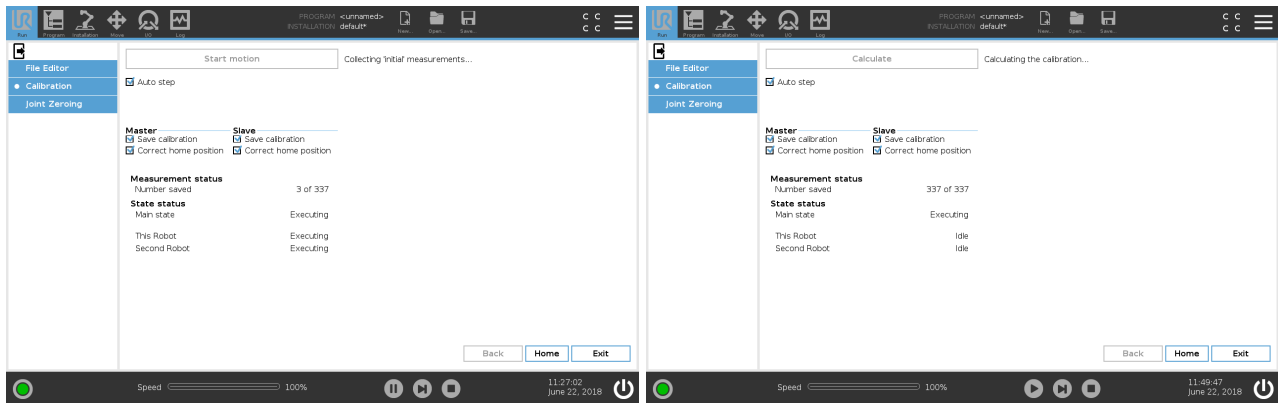 PROGRAM <unnamed>
INSTALLATION default*
Run Program Installation Move I/O Log New... Open... Save...
C C
C C
File Editor
Calibration
Joint Zeroing
Start motion Collecting 'initial' measurements...
Auto step
Master Slave
Save calibration Save calibration
Correct home position Correct home position
Measurement status
Number saved 3 of 337
State status
Main state Executing
This Robot Executing
Second Robot Executing
Back Home Exit
Speed 100% 11:27:02
June 22, 2018
PROGRAM <unnamed>
INSTALLATION default*
Run Program Installation Move I/O Log New... Open... Save...
C C
C C
File Editor
Calibration
Joint Zeroing
Calculate Calculating the calibration...
Auto step
Master Slave
Save calibration Save calibration
Correct home position Correct home position
Measurement status
Number saved 337 of 337
State status
Main state Executing
This Robot Idle
Second Robot Idle
Back Home Exit
Speed 100% 11:49:47
June 22, 2018